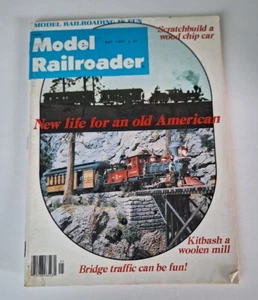 MODEL RAILROADING IS FUN
Scratchbuild a
wood chip car
Model
Railroader
New life for an old American
Kitbash a
woolen mill
Bridge traffic can be fun!